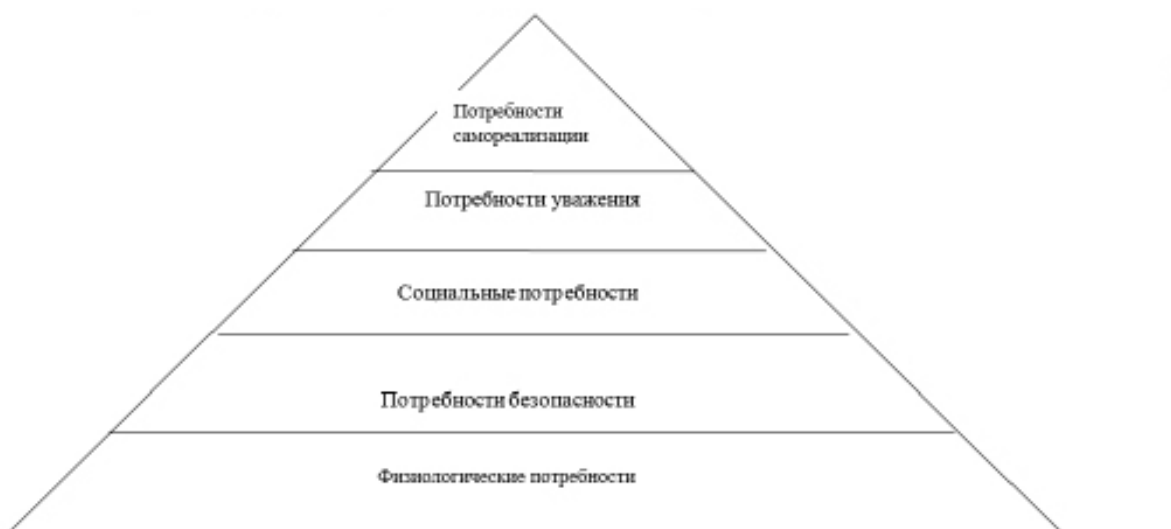 Потребности
самореализации
Потребности уважения
Социальные потребности
Потребности безопасности
Физиологические потребности